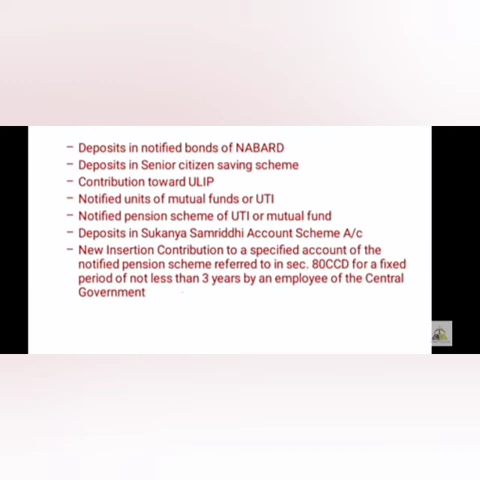 – Deposits in notified bonds of NABARD
– Deposits in Senior citizen saving scheme
– Contribution toward ULIP
– Notified units of mutual funds or UTI
– Notified pension scheme of UTI or mutual fund
– Deposits in Sukanya Samriddhi Account Scheme A/c
– New Insertion Contribution to a specified account of the
notified pension scheme referred to in sec. 80CCD for a fixed
period of not less than 3 years by an employee of the Central
Government